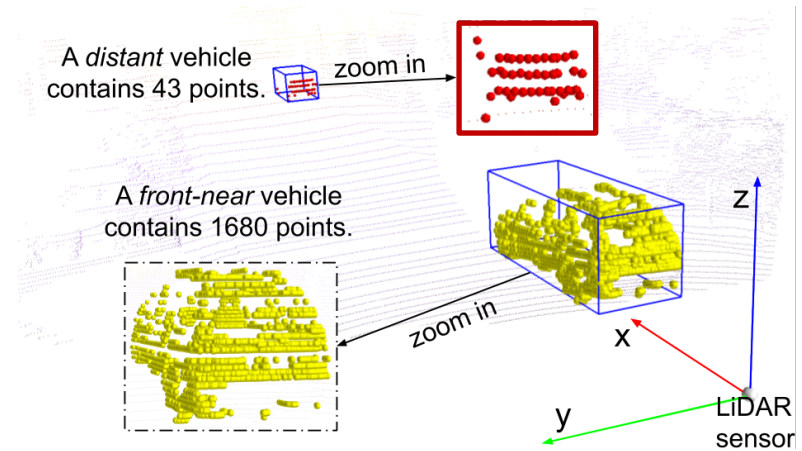 A distant vehicle
contains 43 points.
zoom in
A front-near vehicle
contains 1680 points.
zoom in
z
x
y
LiDAR
sensor